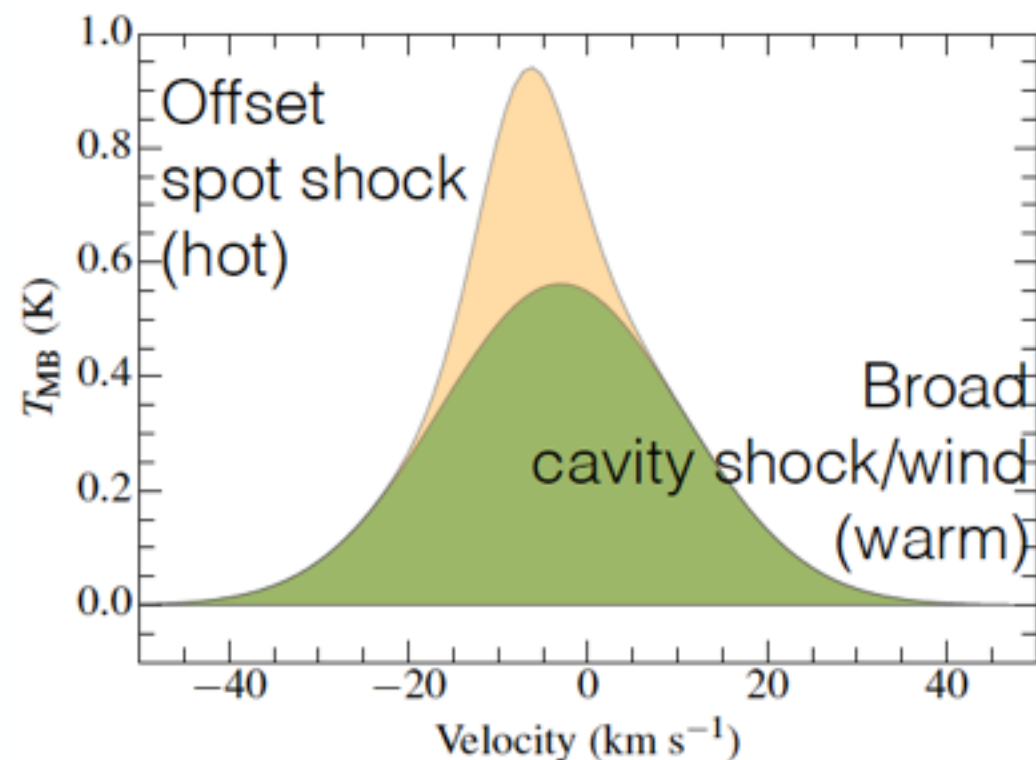 1.0
0.8
0.6
0.4
0.2
0.0
T_MB (K)
Offset
spot shock
(hot)
Broad
cavity shock/wind
(warm)
−40 −20 0 20 40
Velocity (km s⁻¹)